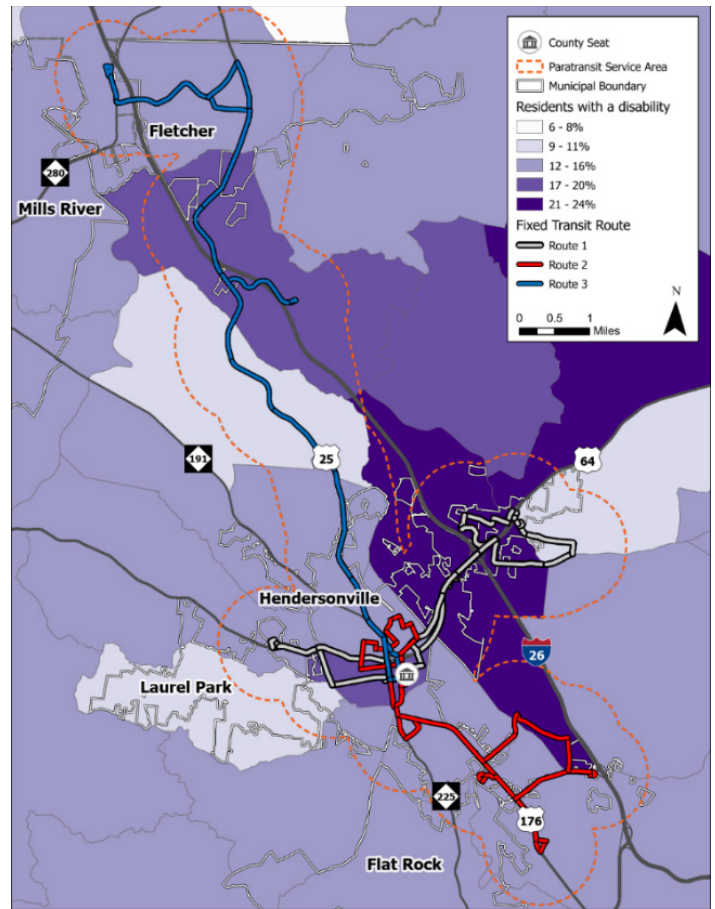 County Seat
Paratransit Service Area
Municipal Boundary
Residents with a disability
6 - 8%
9 - 11%
12 - 16%
17 - 20%
21 - 24%
Fixed Transit Route
Route 1
Route 2
Route 3
0 0.5 1
Miles
N
Fletcher
280
Mills River
25
191
64
Hendersonville
26
Laurel Park
225
176
Flat Rock